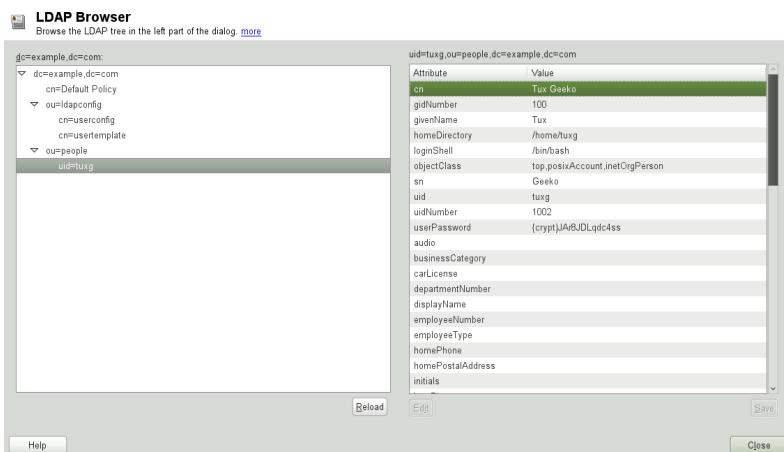 LDAP Browser
Browse the LDAP tree in the left part of the dialog. more
dc=example,dc=com:
dc=example,dc=com
cn=Default Policy
ou=ldapconfig
cn=userconfig
cn=usertemplate
ou=people
uid=tuxg
Reload
uid=tuxg,ou=people,dc=example,dc=com
Attribute Value
cn Tux Geeko
gidNumber 100
givenName Tux
homeDirectory /home/tuxg
loginShell /bin/bash
objectClass top,posixAccount,inetOrgPerson
sn Geeko
uid tuxg
uidNumber 1002
userPassword {crypt}JAr8JDLqdc4ss
audio
businessCategory
carLicense
departmentNumber
displayName
employeeNumber
employeeType
homePhone
homePostalAddress
initials
Edit Save
Help Close